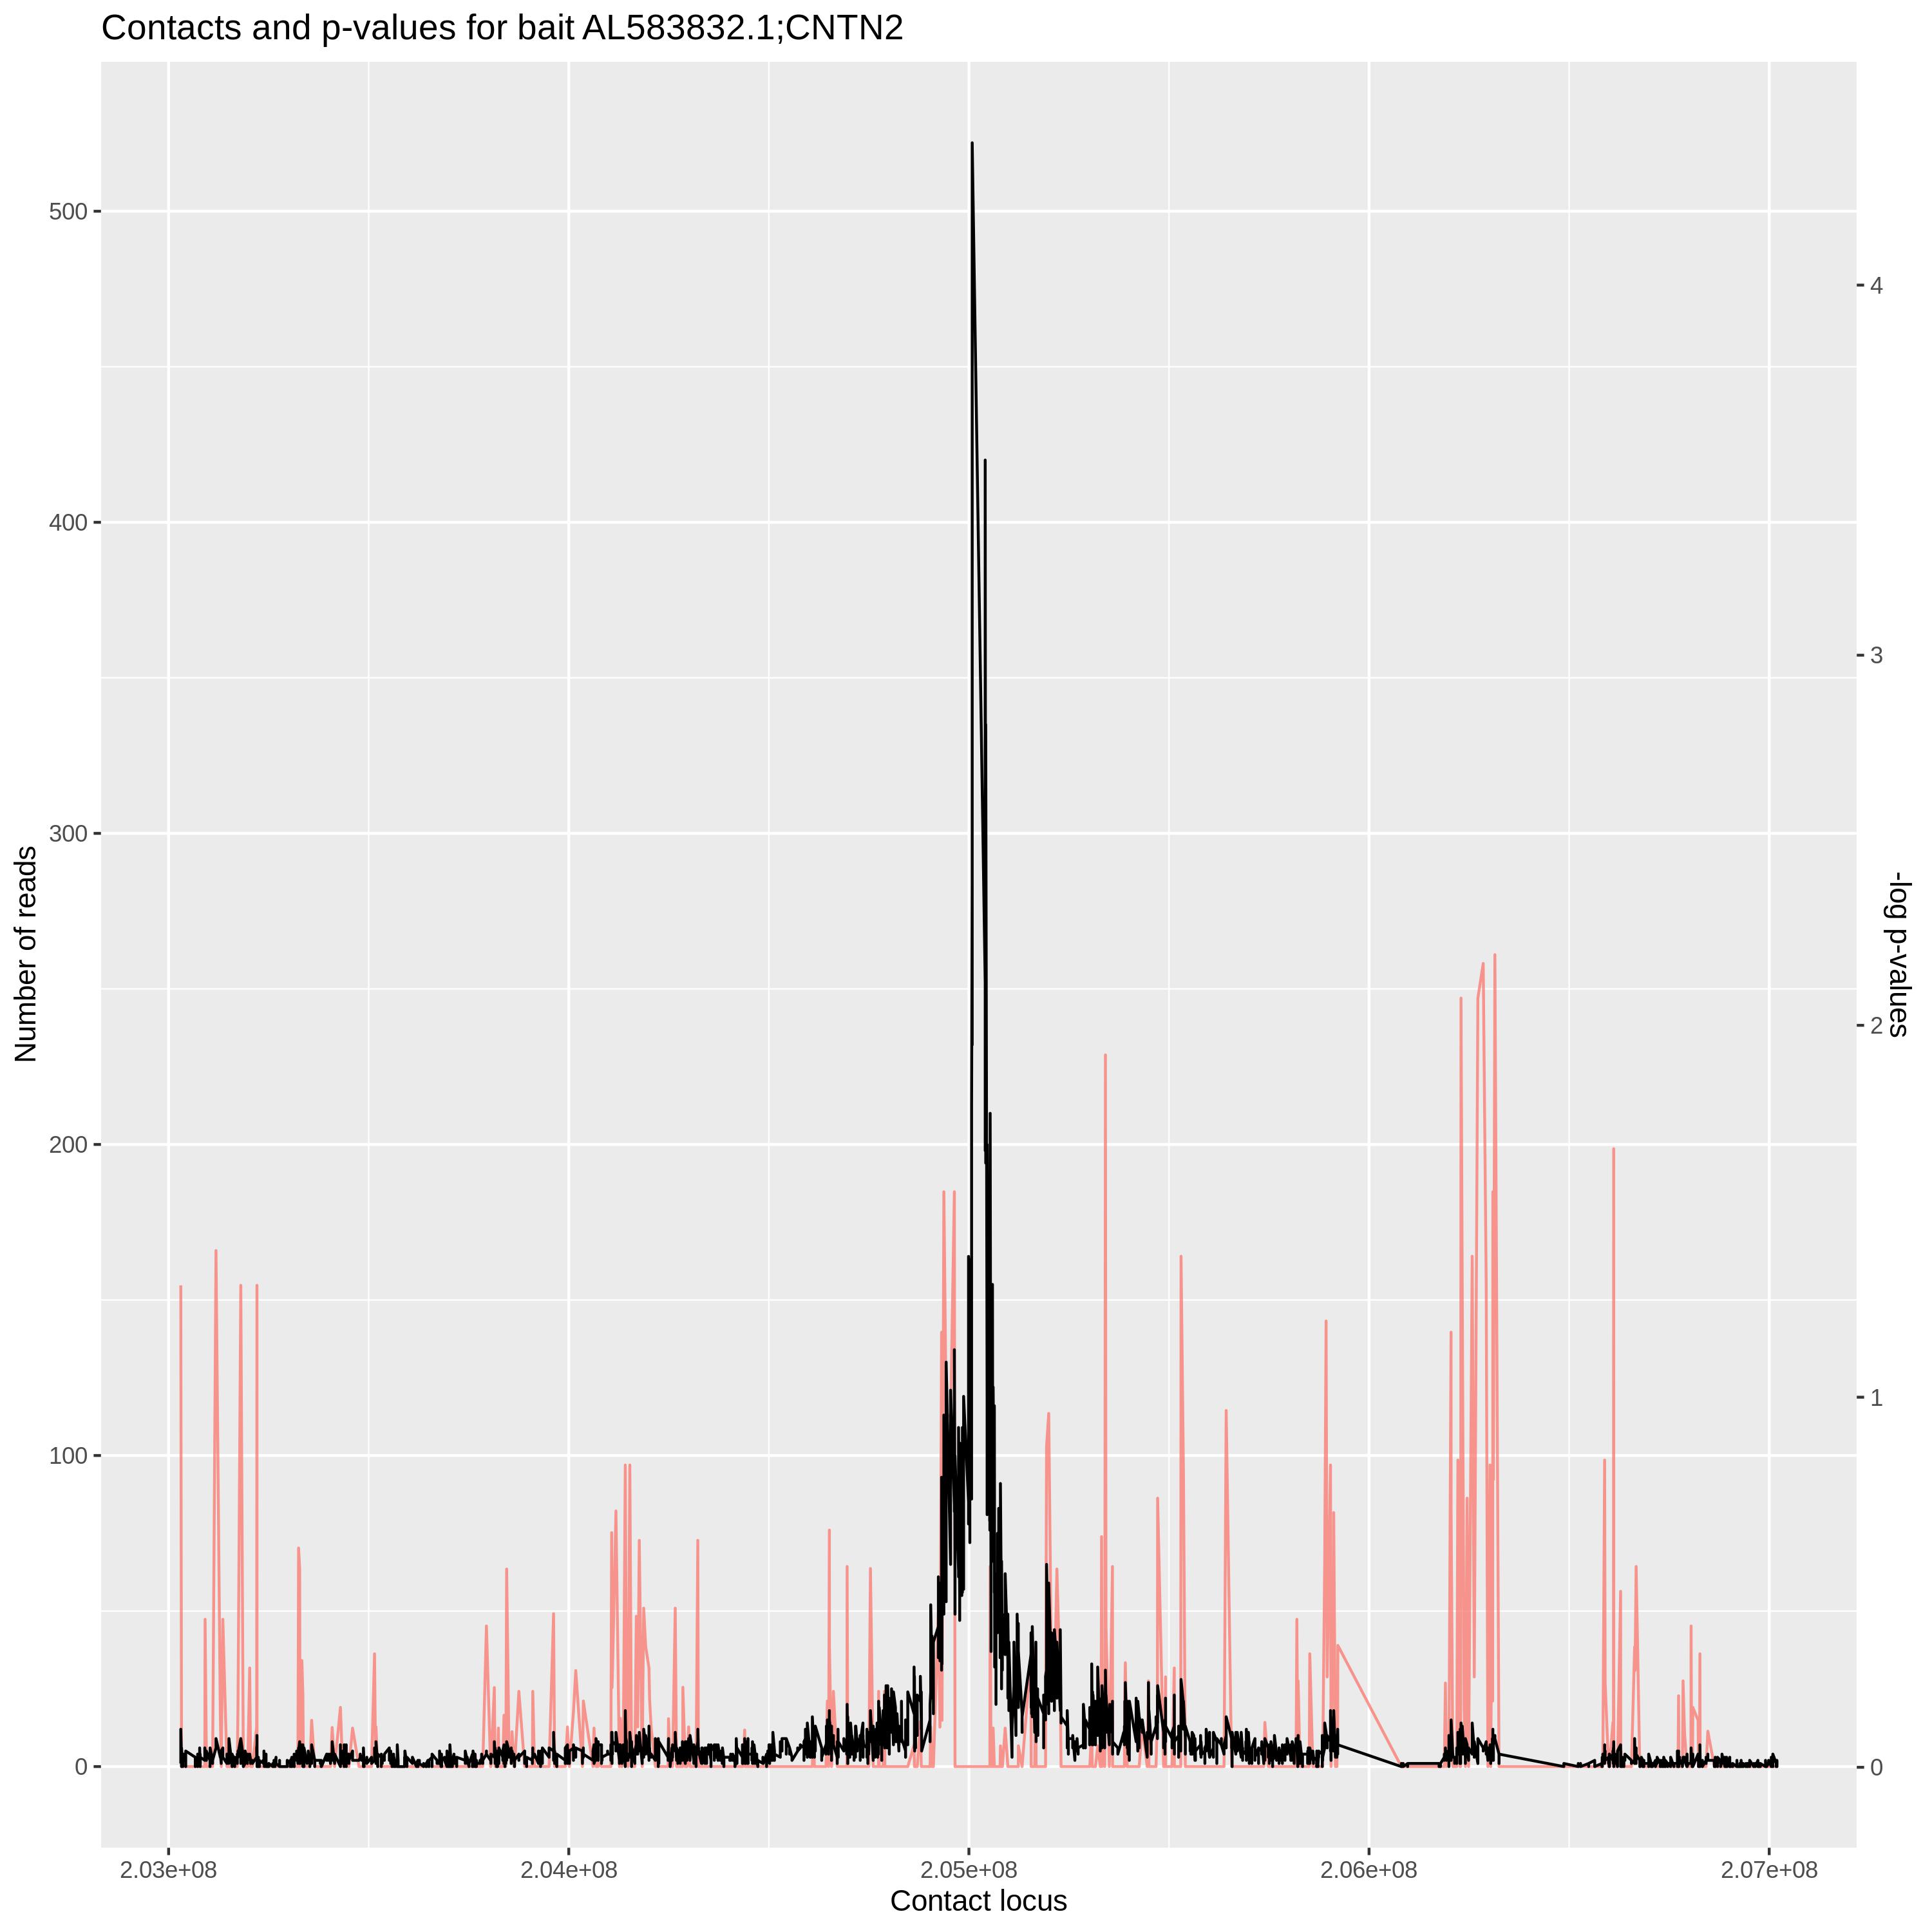 Contacts and p-values for bait AL583832.1;CNTN2
500
400
300
200
100
0
Number of reads
4
3
2
1
0
-log p-values
2.03e+08
2.04e+08
2.05e+08
2.06e+08
2.07e+08
Contact locus